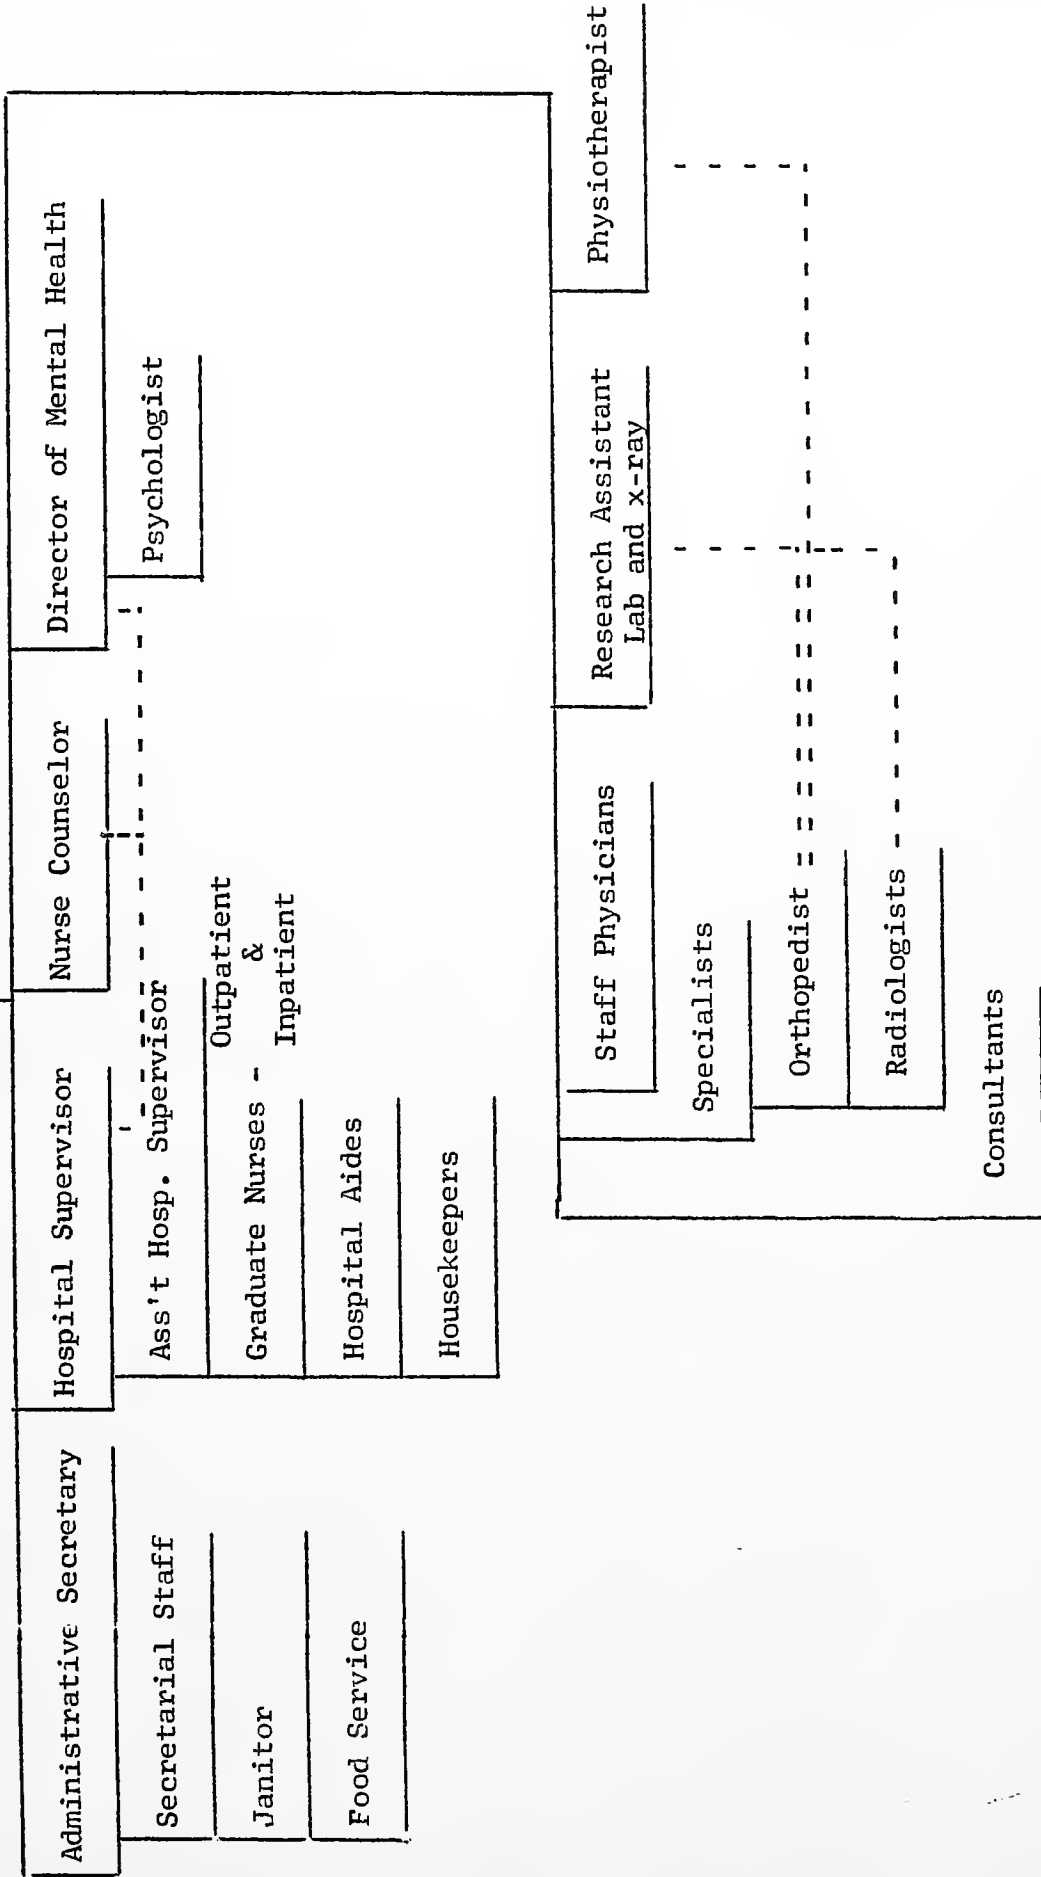 Administrative Secretary
Secretarial Staff
Janitor
Food Service
Hospital Supervisor
Ass't Hosp. Supervisor
Graduate Nurses -
Outpatient
&
Inpatient
Hospital Aides
Housekeepers
Nurse Counselor
Director of Mental Health
Psychologist
Staff Physicians
Specialists
Orthopedist
Radiologists
Consultants
Research Assistant
Lab and x-ray
Physiotherapist